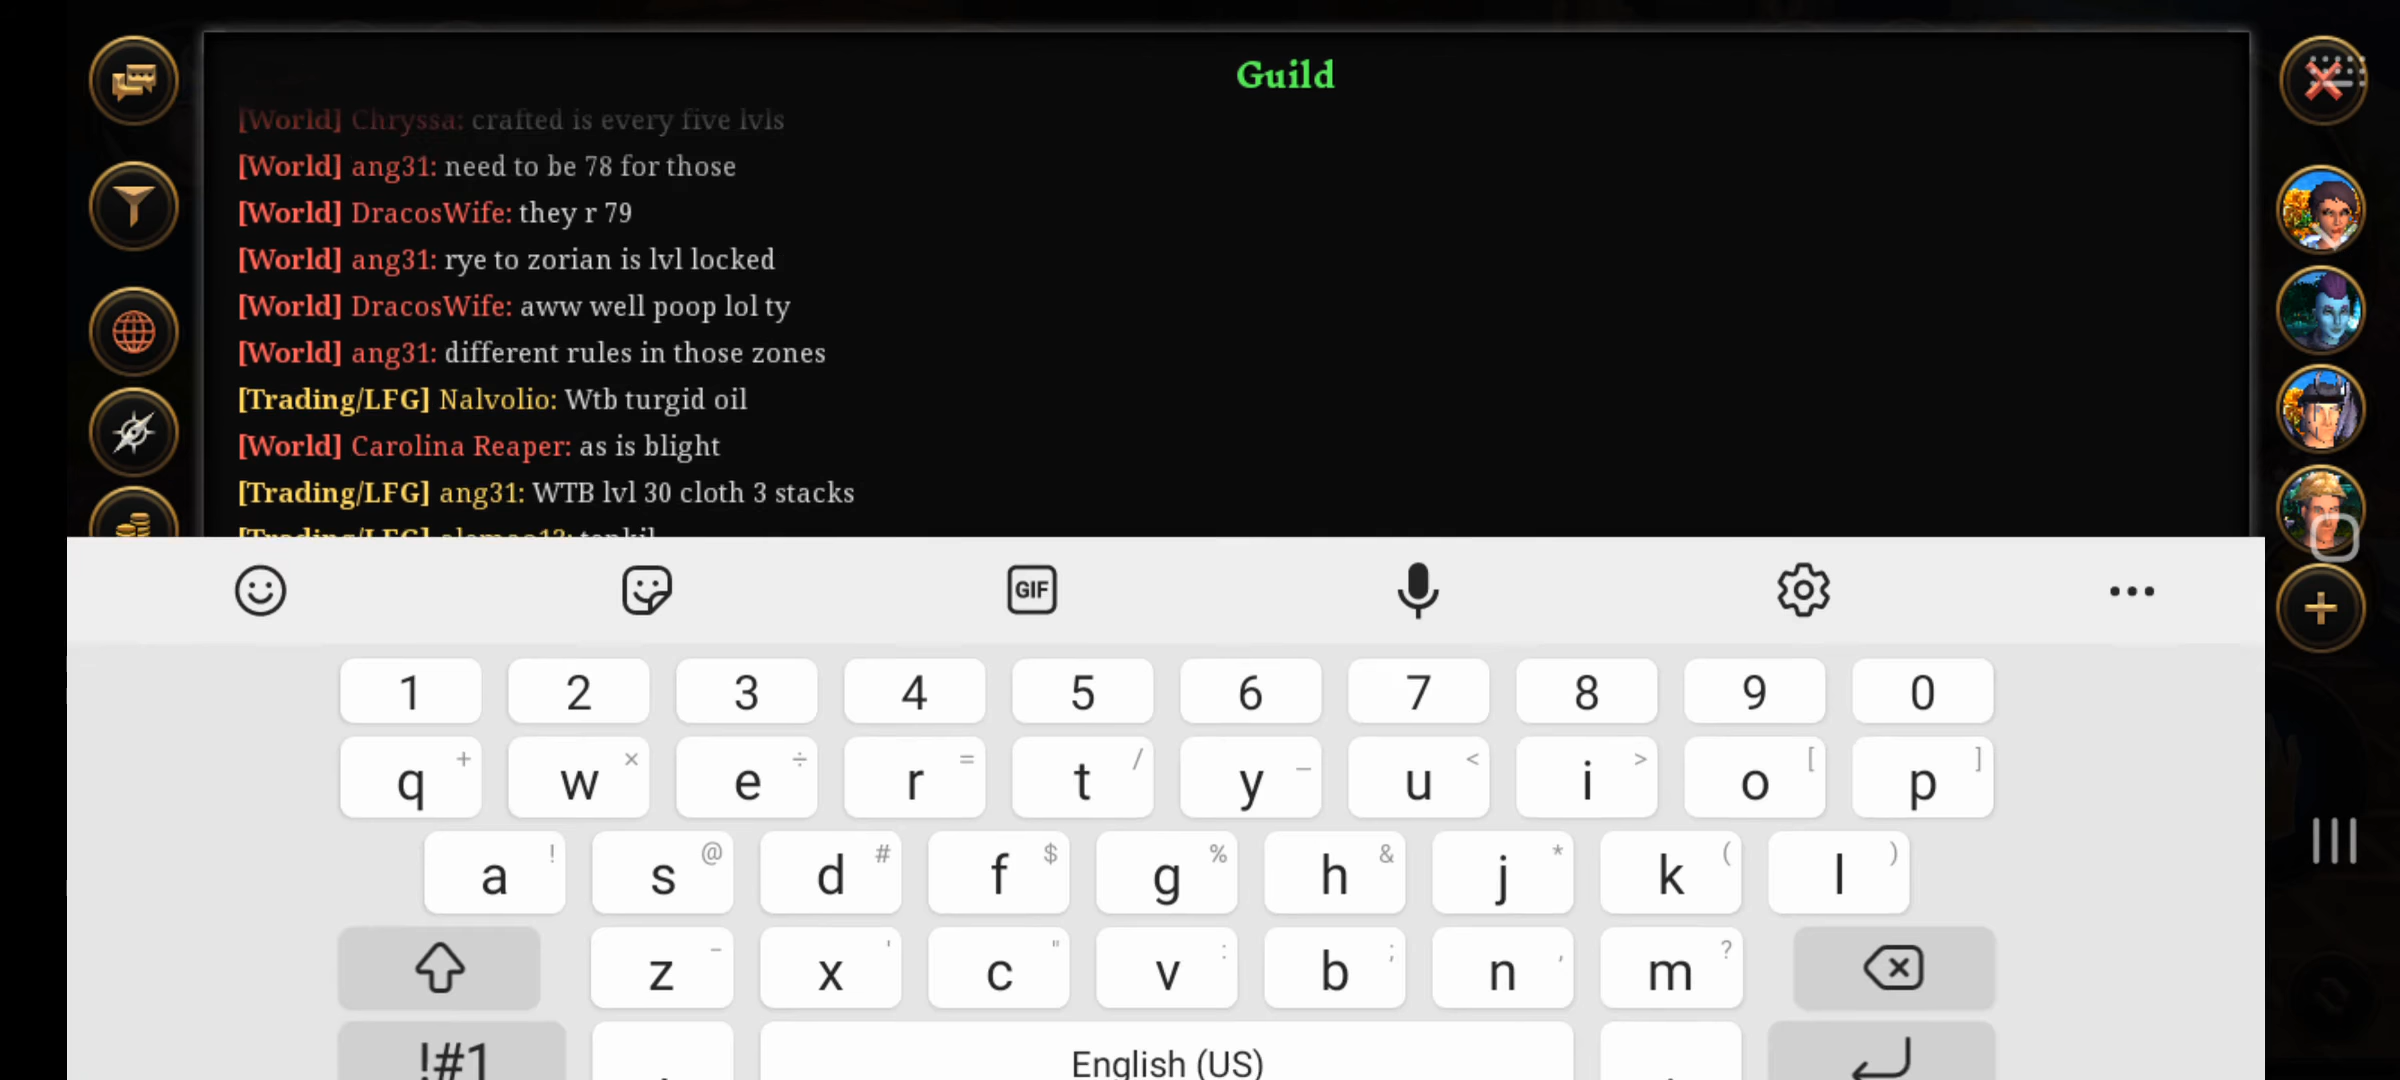 Guild
[World] Chryssa: crafted is every five lvls
[World] ang31: need to be 78 for those
[World] DracosWife: they r 79
[World] ang31: rye to zorian is lvl locked
[World] DracosWife: aww well poop lol ty
[World] ang31: different rules in those zones
[Trading/LFG] Nalvolio: Wtb turgid oil
[World] Carolina Reaper: as is blight
[Trading/LFG] ang31: WTB lvl 30 cloth 3 stacks
[Trading/LFG]
GIF
1 2 3 4 5 6 7 8 9 0
q + w × e ÷ r = t / y _ u < i > o [ p ]
a ! s @ d # f $ g % h & j * k ( l )
z - x ' c " v : b ; n , m ?
!#1 , English (US) .